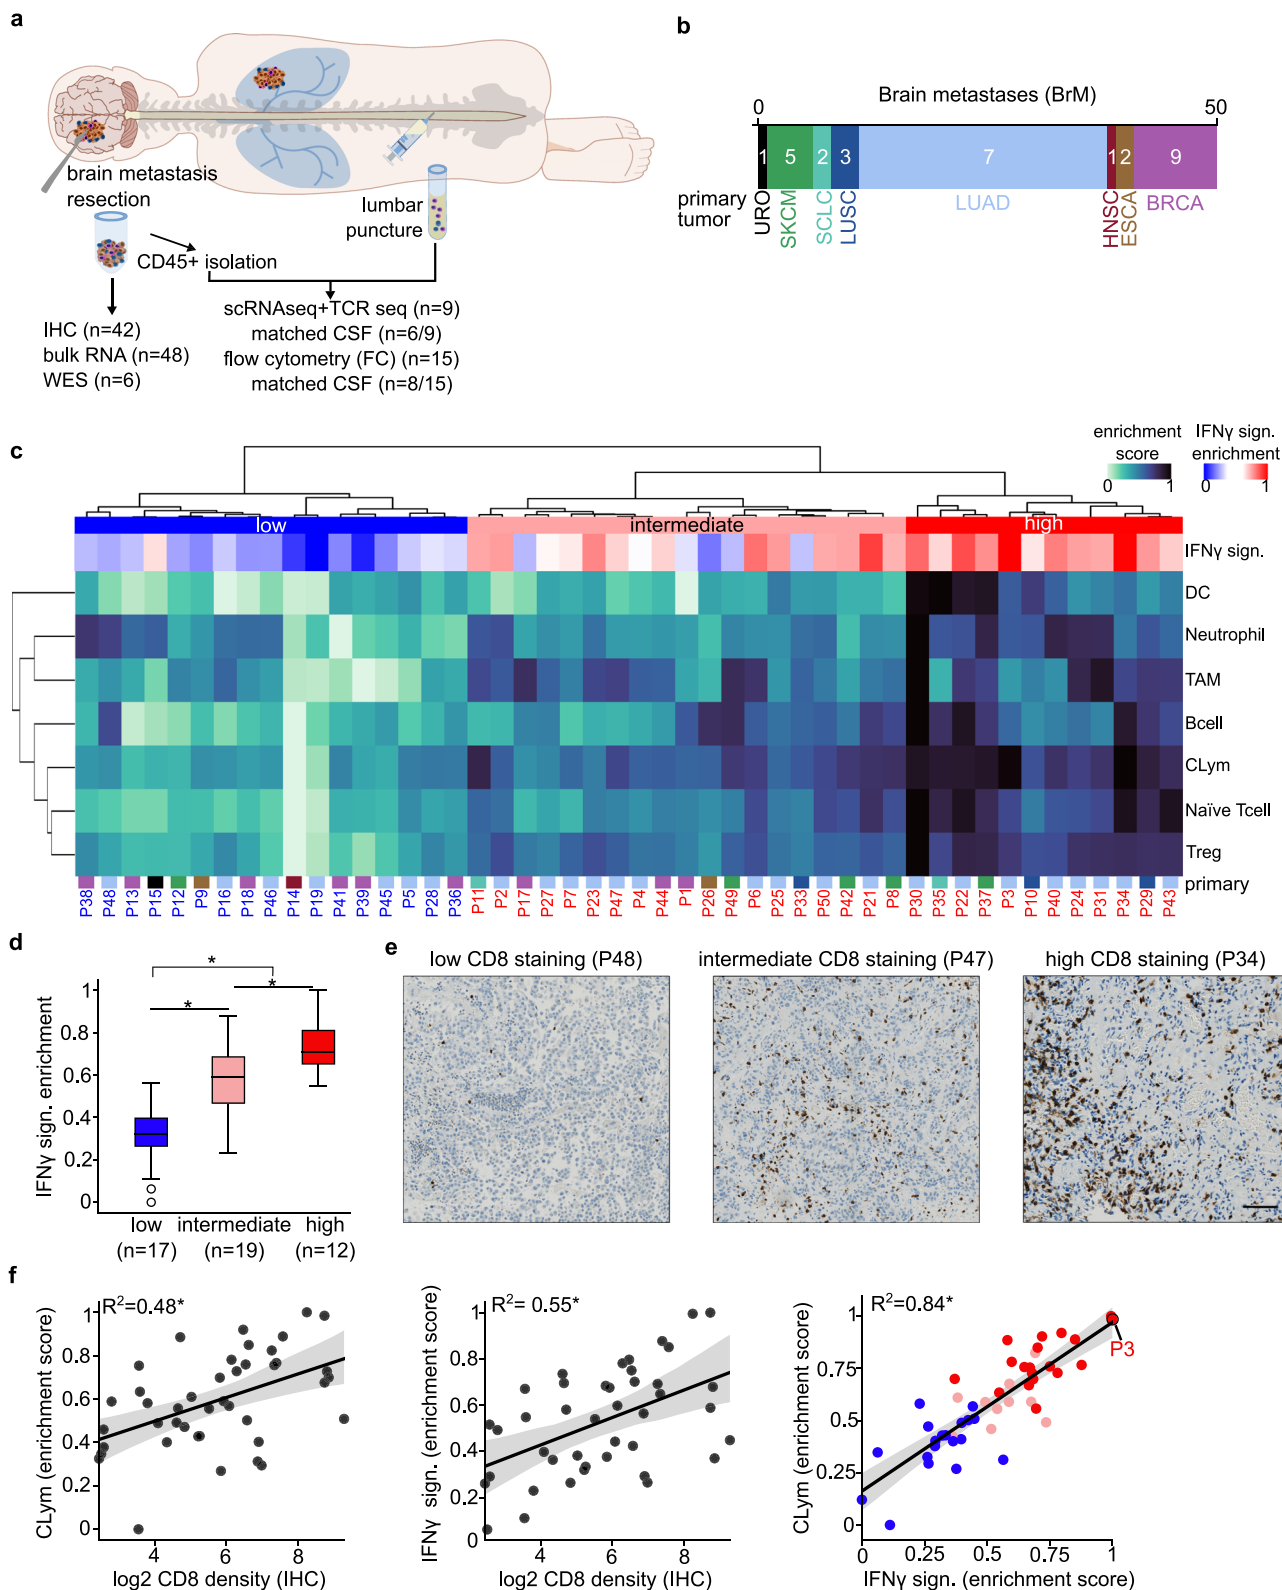 a
brain metastasis
resection
CD45+ isolation
lumbar
puncture
IHC (n=42)
bulk RNA (n=48)
WES (n=6)
scRNAseq+TCR seq (n=9)
matched CSF (n=6/9)
flow cytometry (FC) (n=15)
matched CSF (n=8/15)
b
0 Brain metastases (BrM) 50
1 5 2 3 7 1 2 9
primary
tumor
URO SKCM SCLC LUSC LUAD HNSC ESCA BRCA
c
enrichment
score
0 1
IFNγ sign.
enrichment
0 1
low intermediate high
IFNγ sign.
DC
Neutrophil
TAM
Bcell
CLym
Naïve Tcell
Treg
primary
P38 P48 P13 P15 P12 P9 P16 P18 P46 P14 P19 P41 P39 P45 P5 P28 P36 P11 P2 P17 P27 P7 P23 P47 P4 P44 P1 P26 P49 P6 P25 P33 P50 P42 P21 P8 P30 P35 P22 P37 P3 P10 P40 P24 P31 P34 P29 P43
d
IFNγ sign. enrichment
1
0.8
0.6
0.4
0.2
0
* * *
low intermediate high
(n=17) (n=19) (n=12)
e
low CD8 staining (P48)
intermediate CD8 staining (P47)
high CD8 staining (P34)
f
R²=0.48*
CLym (enrichment score)
1
0.8
0.6
0.4
0.2
0
4 6 8
log2 CD8 density (IHC)
R²= 0.55*
IFNγ sign. (enrichment score)
1
0.8
0.6
0.4
0.2
0
4 6 8
log2 CD8 density (IHC)
R²=0.84*
P3
CLym (enrichment score)
1
0.75
0.5
0.25
0
0 0.25 0.5 0.75 1
IFNγ sign. (enrichment score)